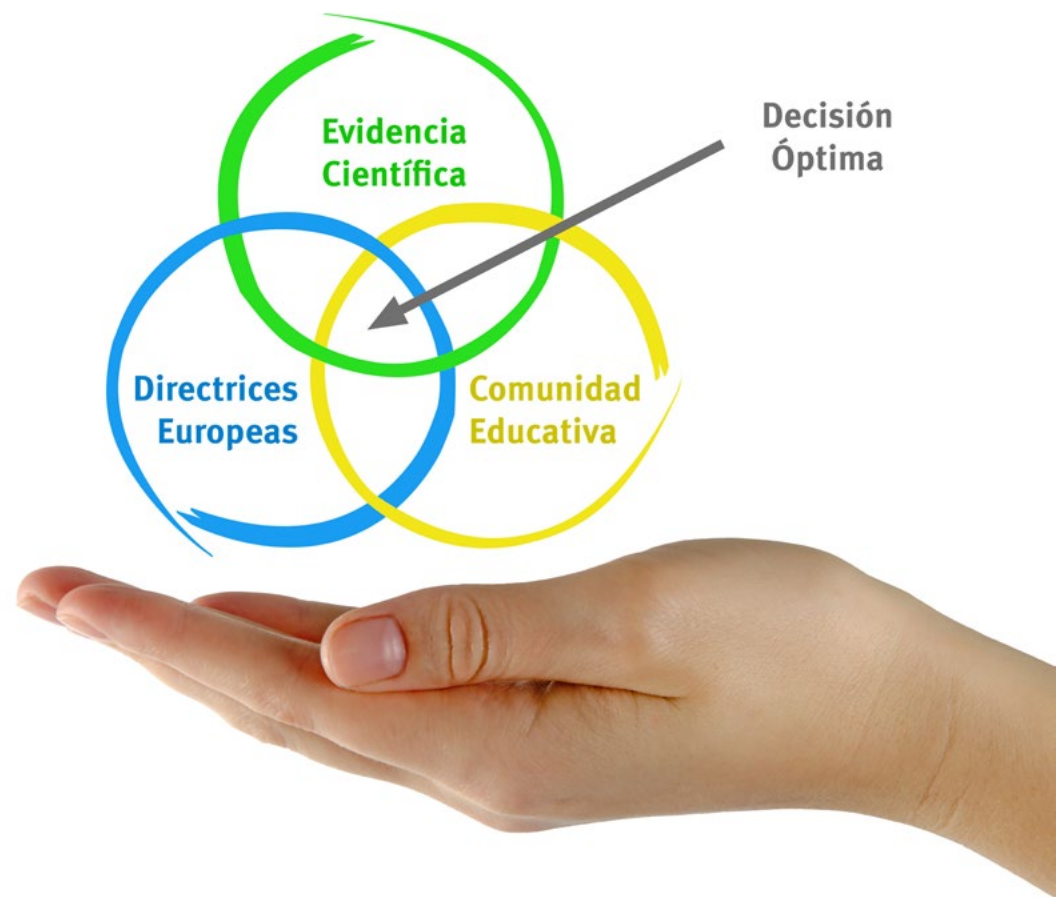 Evidencia
Científica
Decisión
Óptima
Directrices
Europeas
Comunidad
Educativa